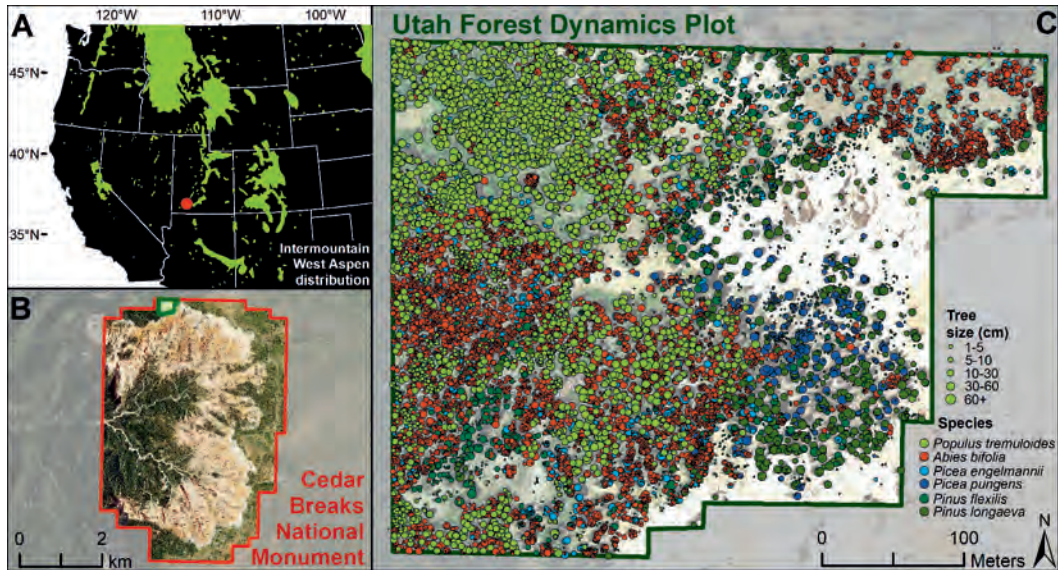 A
120°W
110°W
100°W
45°N
40°N
35°N
Intermountain
West Aspen
distribution
B
Cedar
Breaks
National
Monument
0
2
km
Utah Forest Dynamics Plot
C
Tree
size (cm)
1-5
5-10
10-30
30-60
60+
Species
Populus tremuloides
Abies bifolia
Picea engelmannii
Picea pungens
Pinus flexilis
Pinus longaeva
N
0
100
Meters